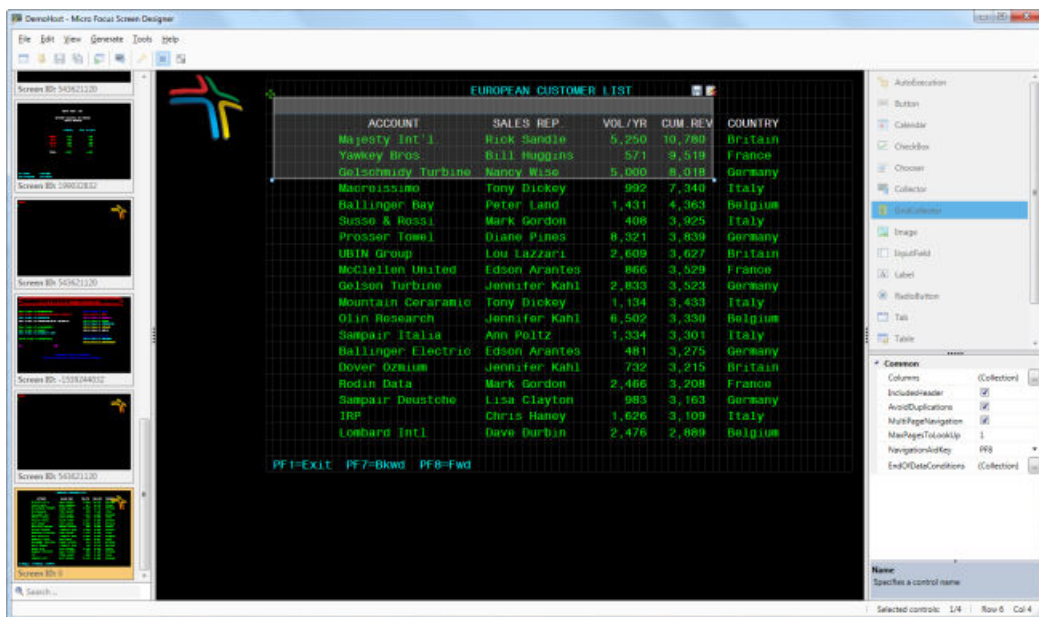 DemoHost - Micro Focus Screen Designer
File Edit View Generate Tools Help
Screen ID: 543621120
Screen ID: 199032832
Screen ID: 543621120
Screen ID: -1539244032
Screen ID: 543621120
Screen ID: 0
Search...
EUROPEAN CUSTOMER LIST
ACCOUNT SALES REP VOL/YR CUM.REV COUNTRY
Majesty Int'l Rick Sandle 5,250 10,780 Britain
Yawkey Bros Bill Huggins 571 9,519 France
Gelschmidy Turbine Nancy Wise 5,000 8,018 Germany
Macroissimo Tony Dickey 992 7,340 Italy
Ballinger Bay Peter Land 1,431 4,363 Belgium
Susso & Rossi Mark Gordon 408 3,925 Italy
Prosser Towel Diane Pines 8,321 3,839 Germany
UBIN Group Lou Lazzari 2,609 3,627 Britain
McClellen United Edson Arantes 866 3,529 France
Gelson Turbine Jennifer Kahl 2,833 3,523 Germany
Mountain Ceraramic Tony Dickey 1,134 3,433 Italy
Olin Research Jennifer Kahl 6,502 3,330 Belgium
Sampair Italia Ann Poltz 1,334 3,301 Italy
Ballinger Electric Edson Arantes 481 3,275 Germany
Dover Ozmium Jennifer Kahl 732 3,215 Britain
Rodin Data Mark Gordon 2,466 3,208 France
Sampair Deustche Lisa Clayton 983 3,163 Germany
IRP Chris Haney 1,626 3,109 Italy
Lombard Intl Dave Durbin 2,476 2,889 Belgium
PF1=Exit PF7=Bkwd PF8=Fwd
AutoExecution
Button
Calendar
CheckBox
Chooser
Collector
GridCollector
Image
InputField
Label
RadioButton
Tab
Table
Common
Columns (Collection)
IncludedHeader
AvoidDuplications
MultiPageNavigation
MaxPagesToLookUp 1
NavigationAidKey PF8
EndOfDataConditions (Collection)
Name
Specifies a control name
Selected controls: 1/4 Row 6 Col 4